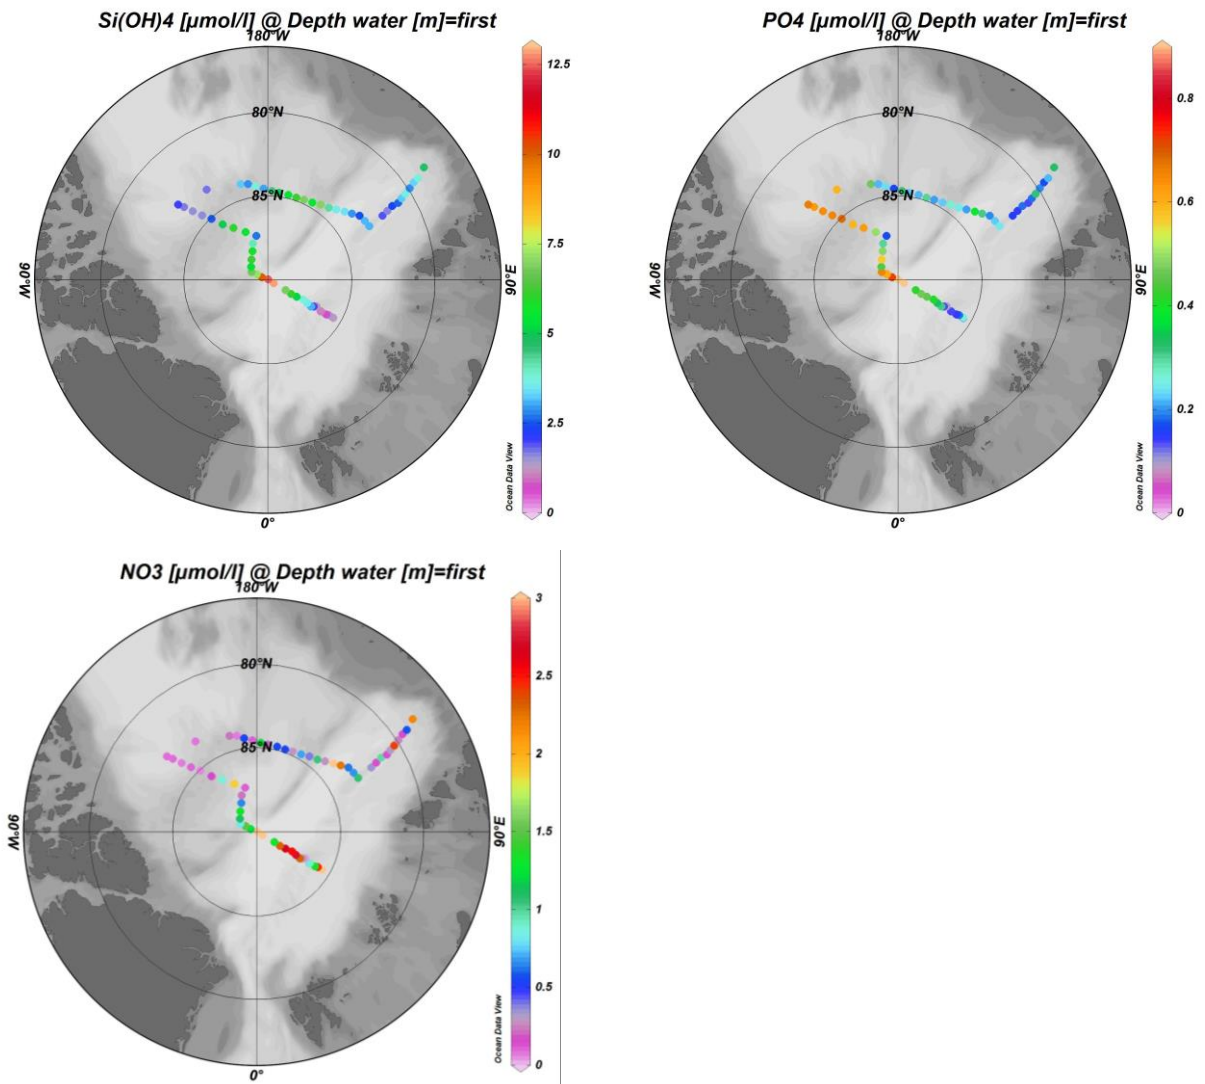 Si(OH)4 [µmol/l] @ Depth water [m]=first
180°W
80°N
85°N
90°W
90°E
0°
12.5
10
7.5
5
2.5
0
Ocean Data View
PO4 [µmol/l] @ Depth water [m]=first
180°W
80°N
85°N
90°W
90°E
0°
0.8
0.6
0.4
0.2
0
Ocean Data View
NO3 [µmol/l] @ Depth water [m]=first
180°W
80°N
85°N
90°W
90°E
0°
3
2.5
2
1.5
1
0.5
0
Ocean Data View